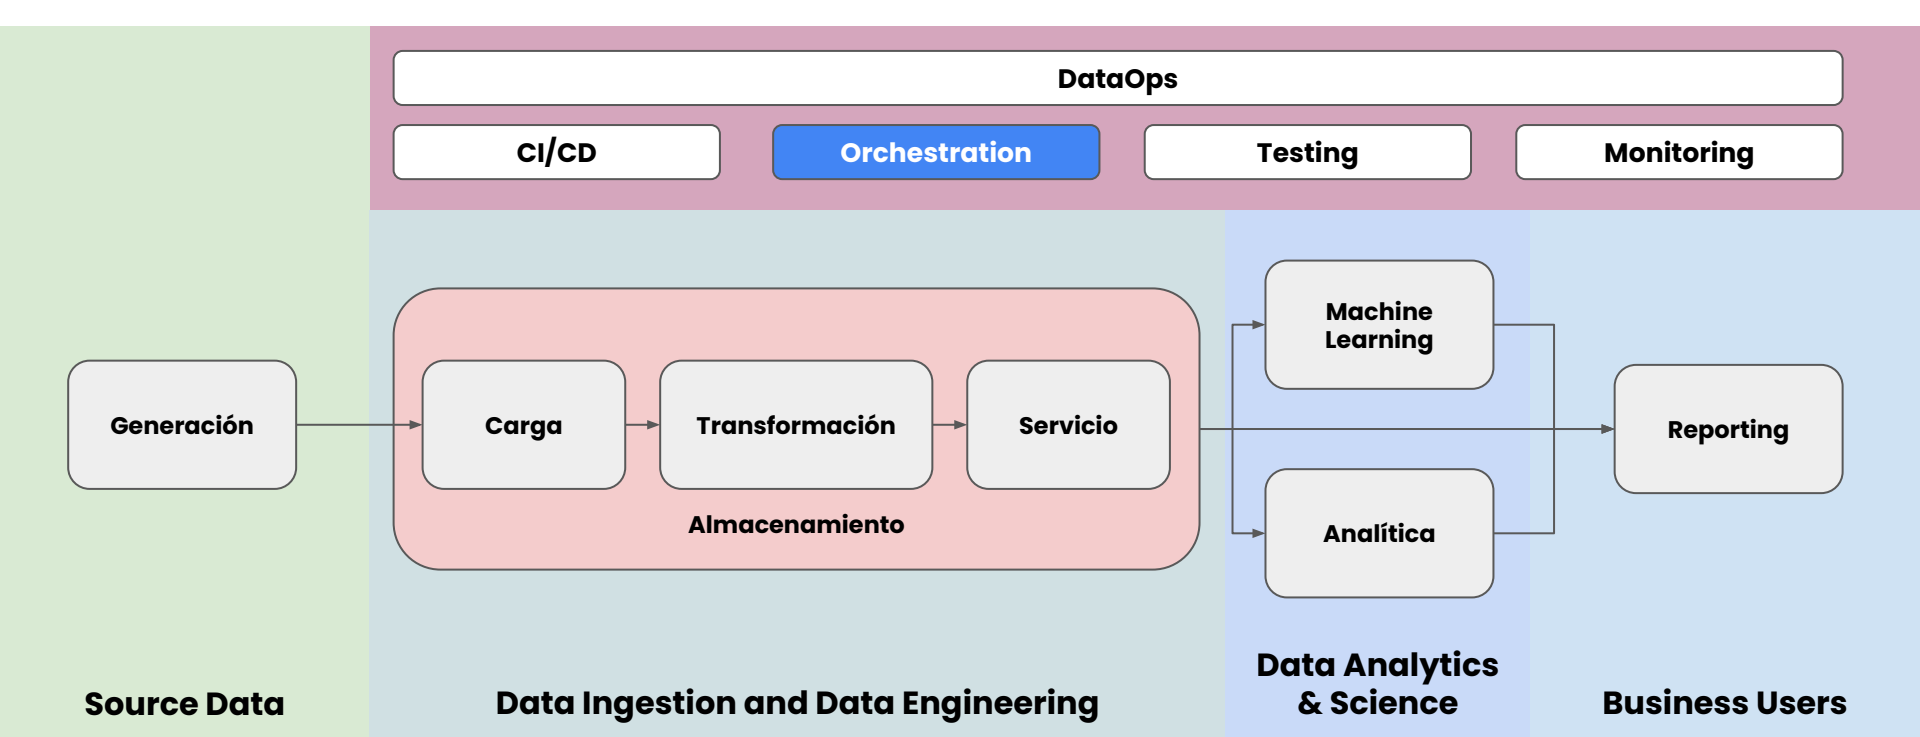 DataOps
CI/CD
Orchestration
Testing
Monitoring
Generación
Carga
Transformación
Servicio
Almacenamiento
Machine
Learning
Analítica
Reporting
Source Data
Data Ingestion and Data Engineering
Data Analytics
& Science
Business Users